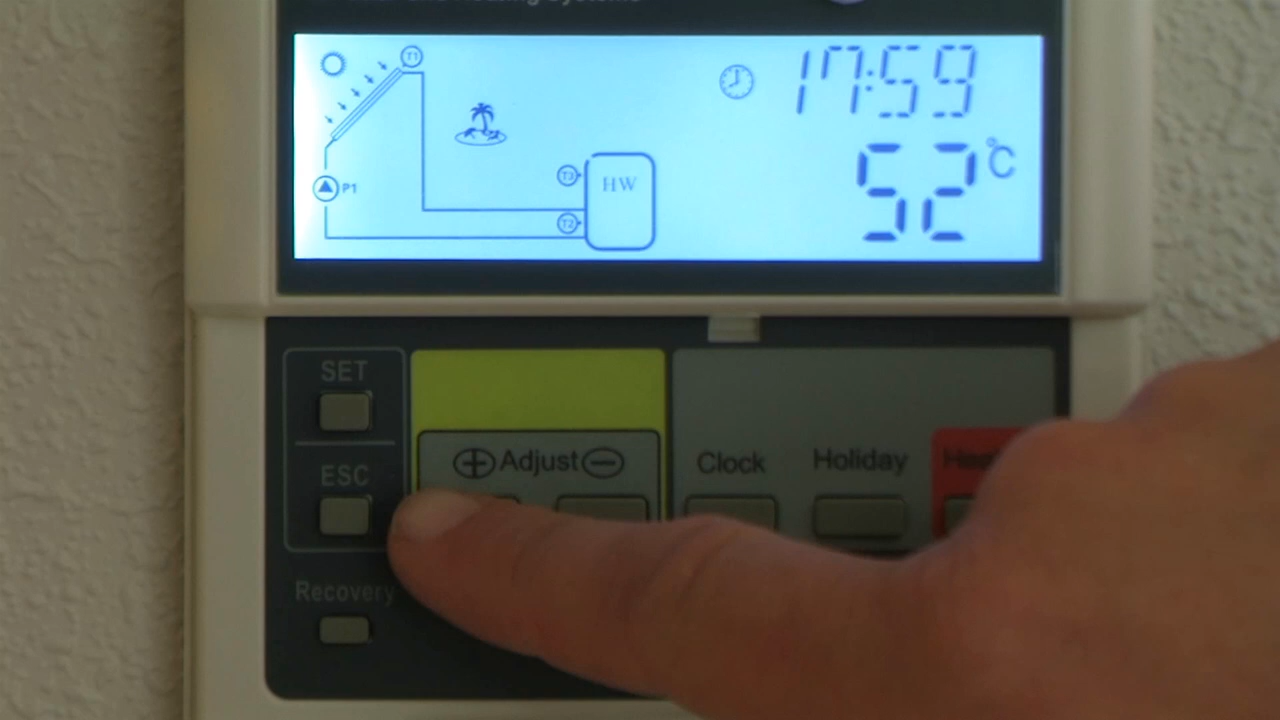 T1
17:59
52 °C
P1
T3
HW
T2
SET
ESC
Recovery
⊕ Adjust ⊖
Clock
Holiday